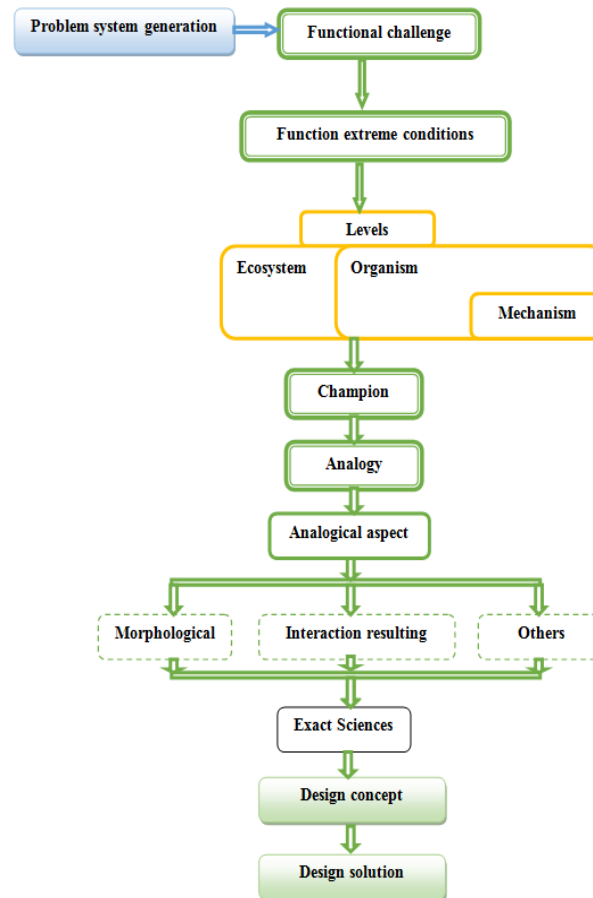 Problem system generation
Functional challenge
Function extreme conditions
Levels
Ecosystem
Organism
Mechanism
Champion
Analogy
Analogical aspect
Morphological
Interaction resulting
Others
Exact Sciences
Design concept
Design solution